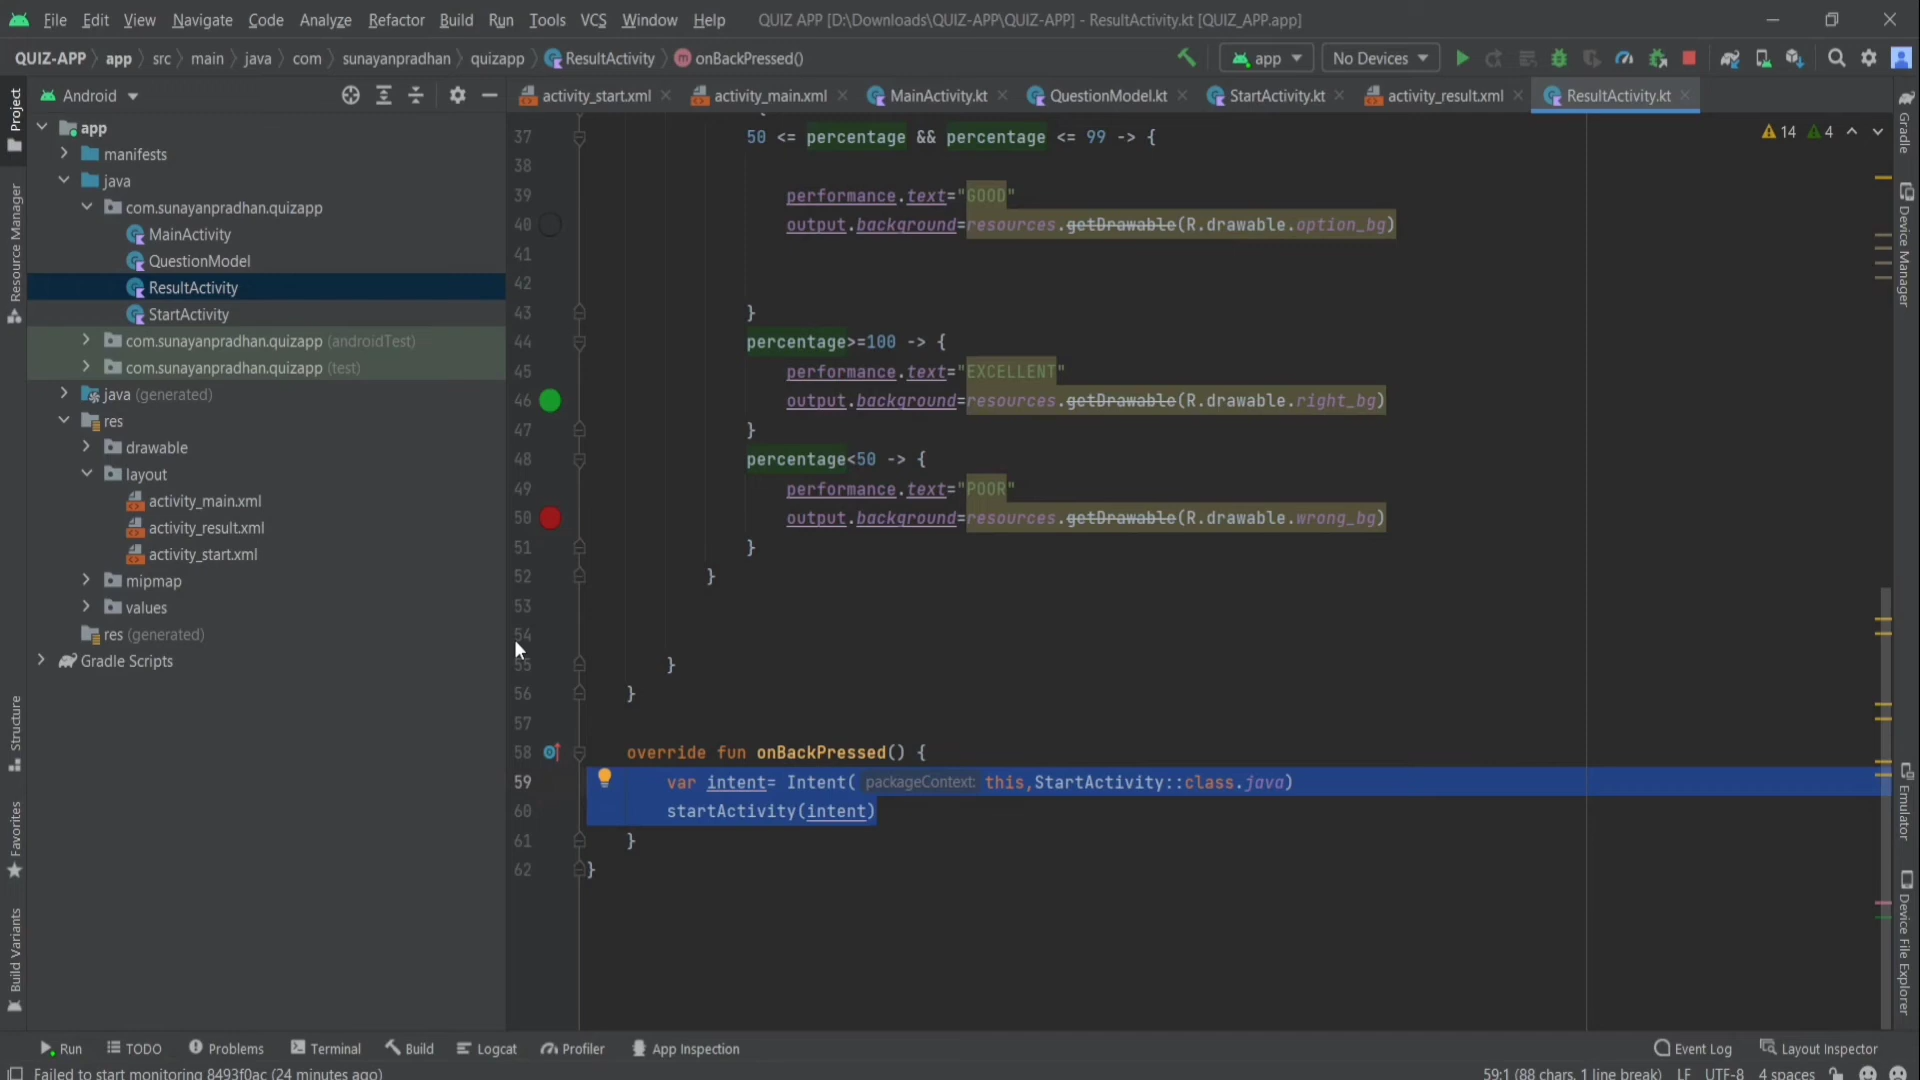 File Edit View Navigate Code Analyze Refactor Build Run Tools VCS Window Help QUIZ APP [D:\Downloads\QUIZ-APP\QUIZ-APP] - ResultActivity.kt [QUIZ_APP.app]
QUIZ-APP app src main java com sunayanpradhan quizapp ResultActivity onBackPressed() app No Devices
Android
activity_start.xml activity_main.xml MainActivity.kt QuestionModel.kt StartActivity.kt activity_result.xml ResultActivity.kt
Project
Resource Manager
Structure
Favorites
Build Variants
app
manifests
java
com.sunayanpradhan.quizapp
MainActivity
QuestionModel
ResultActivity
StartActivity
com.sunayanpradhan.quizapp (androidTest)
com.sunayanpradhan.quizapp (test)
java (generated)
res
drawable
layout
activity_main.xml
activity_result.xml
activity_start.xml
mipmap
values
res (generated)
Gradle Scripts
14 4
37 50 <= percentage && percentage <= 99 -> {
38
39 performance.text="GOOD"
40 output.background=resources.getDrawable(R.drawable.option_bg)
41
42
43 }
44 percentage>=100 -> {
45 performance.text="EXCELLENT"
46 output.background=resources.getDrawable(R.drawable.right_bg)
47 }
48 percentage<50 -> {
49 performance.text="POOR"
50 output.background=resources.getDrawable(R.drawable.wrong_bg)
51 }
52 }
53
54
55 }
56 }
57
58 override fun onBackPressed() {
59 var intent= Intent( packageContext: this,StartActivity::class.java)
60 startActivity(intent)
61 }
62 }
Gradle
Device Manager
Emulator
Device File Explorer
Run TODO Problems Terminal Build Logcat Profiler App Inspection Event Log Layout Inspector
Failed to start monitoring 8493f0ac (24 minutes ago) 59:1 (88 chars, 1 line break) LF UTF-8 4 spaces